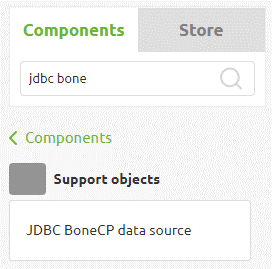 Components Store
jdbc bone
Components
Support objects
JDBC BoneCP data source